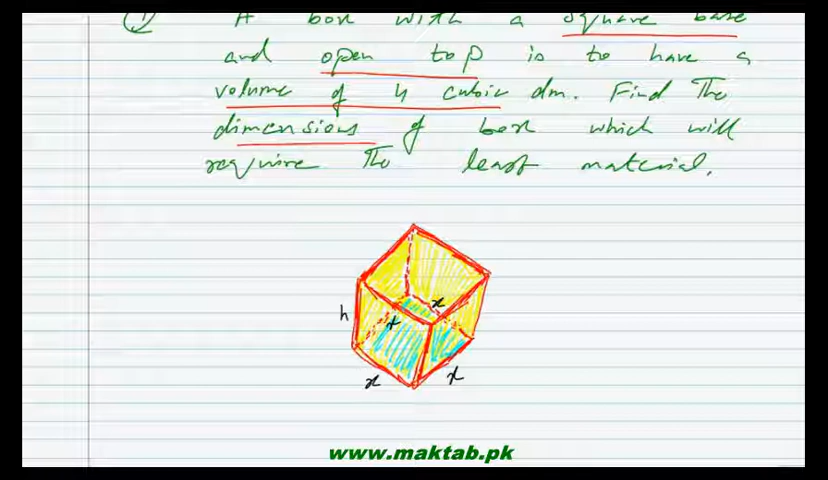 Q A box with a square base
and open top is to have a
volume of 4 cubic dm. Find The
dimensions of box which will
require The least material.
x
h
x
x
x
www.maktab.pk